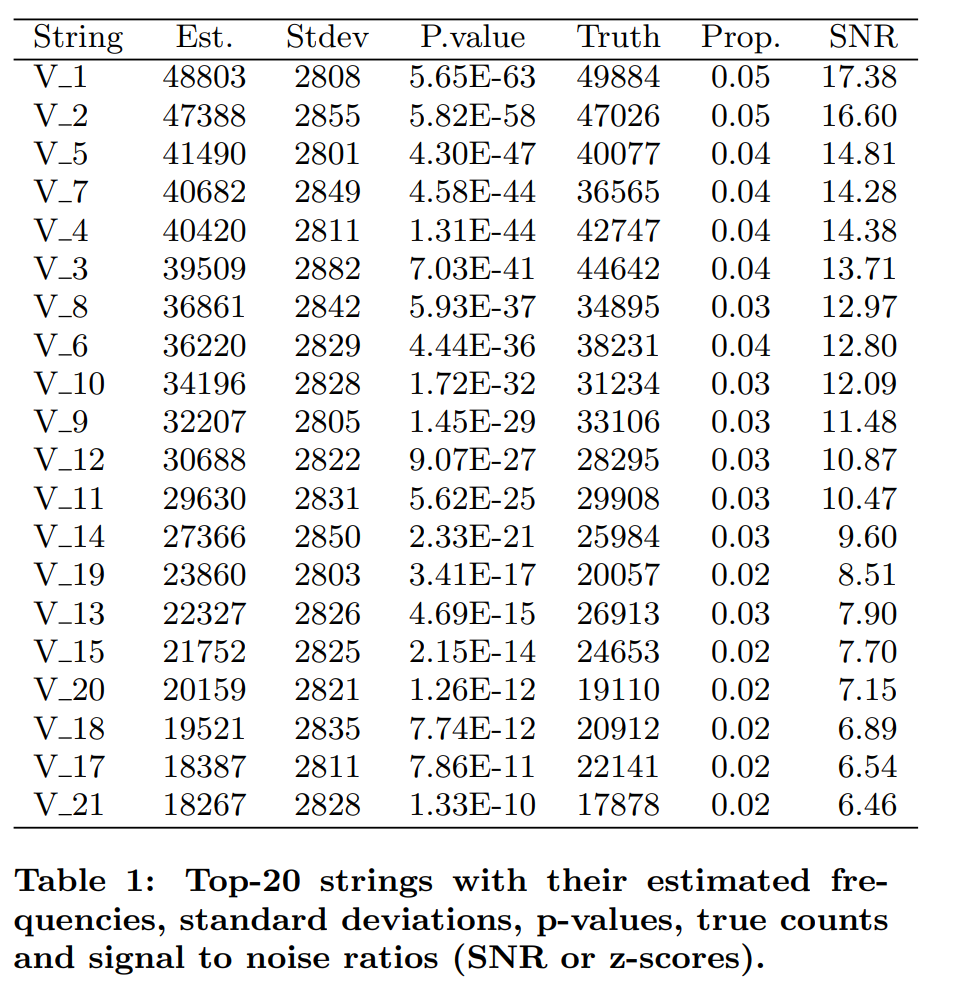 String Est. Stdev P.value Truth Prop. SNR
V_1 48803 2808 5.65E-63 49884 0.05 17.38
V_2 47388 2855 5.82E-58 47026 0.05 16.60
V_5 41490 2801 4.30E-47 40077 0.04 14.81
V_7 40682 2849 4.58E-44 36565 0.04 14.28
V_4 40420 2811 1.31E-44 42747 0.04 14.38
V_3 39509 2882 7.03E-41 44642 0.04 13.71
V_8 36861 2842 5.93E-37 34895 0.03 12.97
V_6 36220 2829 4.44E-36 38231 0.04 12.80
V_10 34196 2828 1.72E-32 31234 0.03 12.09
V_9 32207 2805 1.45E-29 33106 0.03 11.48
V_12 30688 2822 9.07E-27 28295 0.03 10.87
V_11 29630 2831 5.62E-25 29908 0.03 10.47
V_14 27366 2850 2.33E-21 25984 0.03 9.60
V_19 23860 2803 3.41E-17 20057 0.02 8.51
V_13 22327 2826 4.69E-15 26913 0.03 7.90
V_15 21752 2825 2.15E-14 24653 0.02 7.70
V_20 20159 2821 1.26E-12 19110 0.02 7.15
V_18 19521 2835 7.74E-12 20912 0.02 6.89
V_17 18387 2811 7.86E-11 22141 0.02 6.54
V_21 18267 2828 1.33E-10 17878 0.02 6.46
Table 1: Top-20 strings with their estimated fre-
quencies, standard deviations, p-values, true counts
and signal to noise ratios (SNR or z-scores).